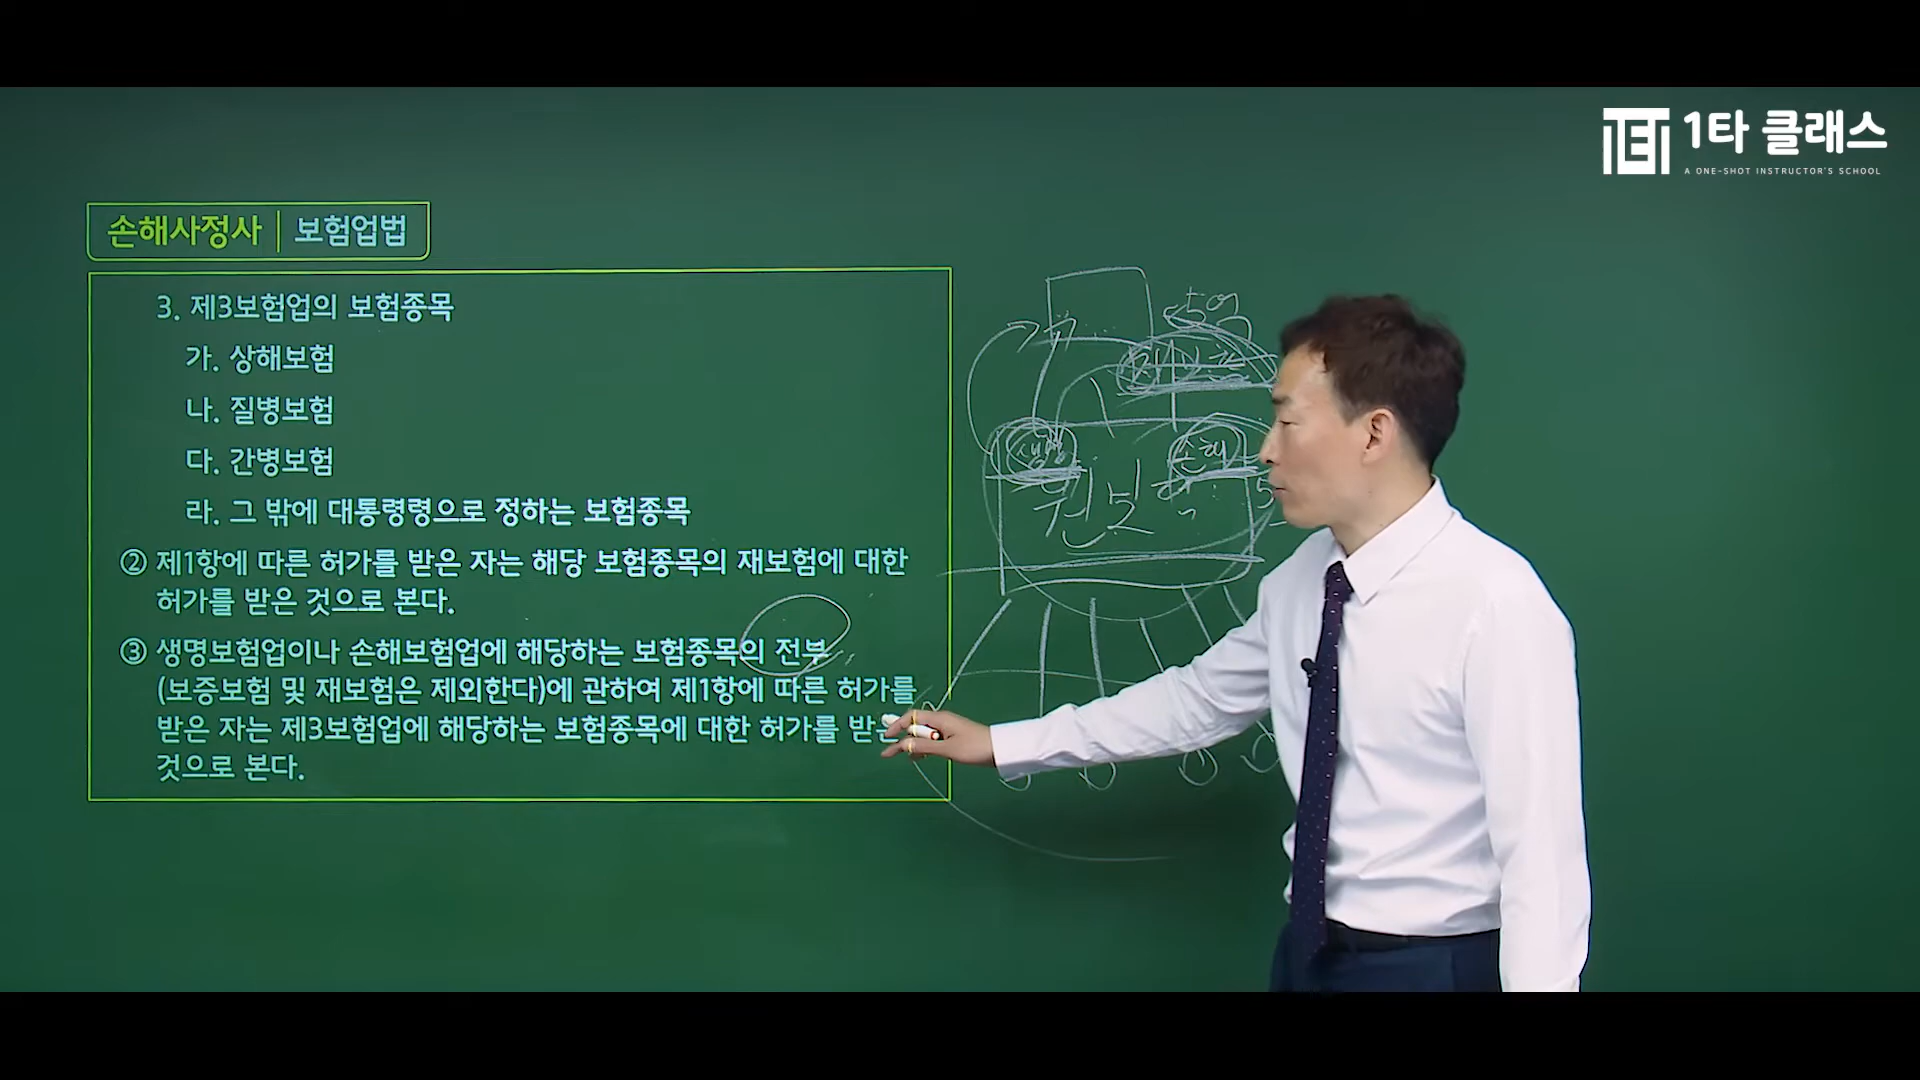 1타 클래스
A ONE-SHOT INSTRUCTOR'S SCHOOL
손해사정사 | 보험업법
3. 제3보험업의 보험종목
가. 상해보험
나. 질병보험
다. 간병보험
라. 그 밖에 대통령령으로 정하는 보험종목
② 제1항에 따른 허가를 받은 자는 해당 보험종목의 재보험에 대한
허가를 받은 것으로 본다.
③ 생명보험업이나 손해보험업에 해당하는 보험종목의 전부
(보증보험 및 재보험은 제외한다)에 관하여 제1항에 따른 허가를
받은 자는 제3보험업에 해당하는 보험종목에 대한 허가를 받은
것으로 본다.
50억
생명
손해